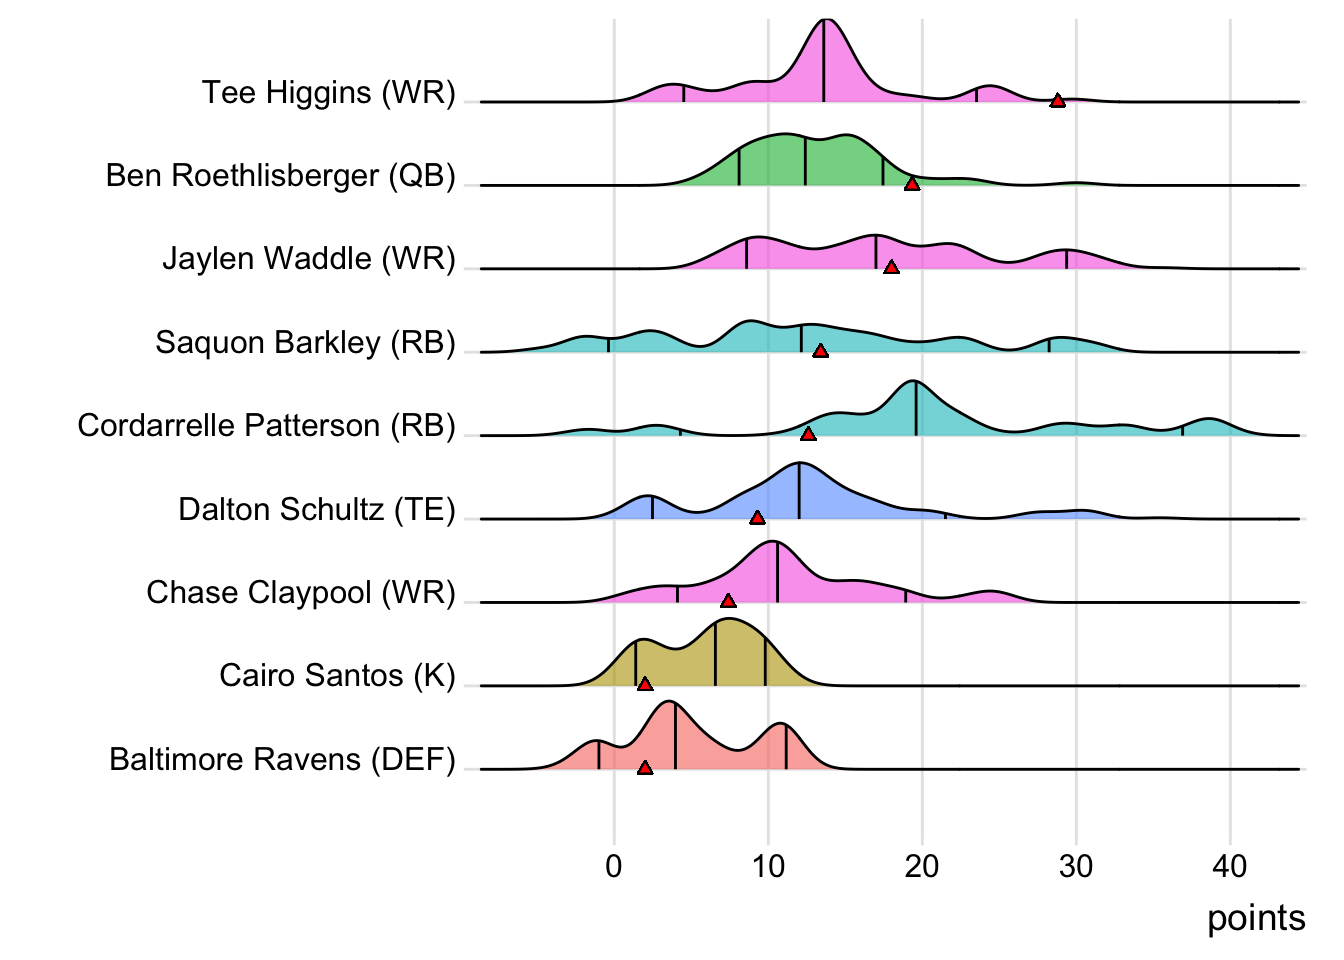 Tee Higgins (WR)
Ben Roethlisberger (QB)
Jaylen Waddle (WR)
Saquon Barkley (RB)
Cordarrelle Patterson (RB)
Dalton Schultz (TE)
Chase Claypool (WR)
Cairo Santos (K)
Baltimore Ravens (DEF)
0 10 20 30 40
points